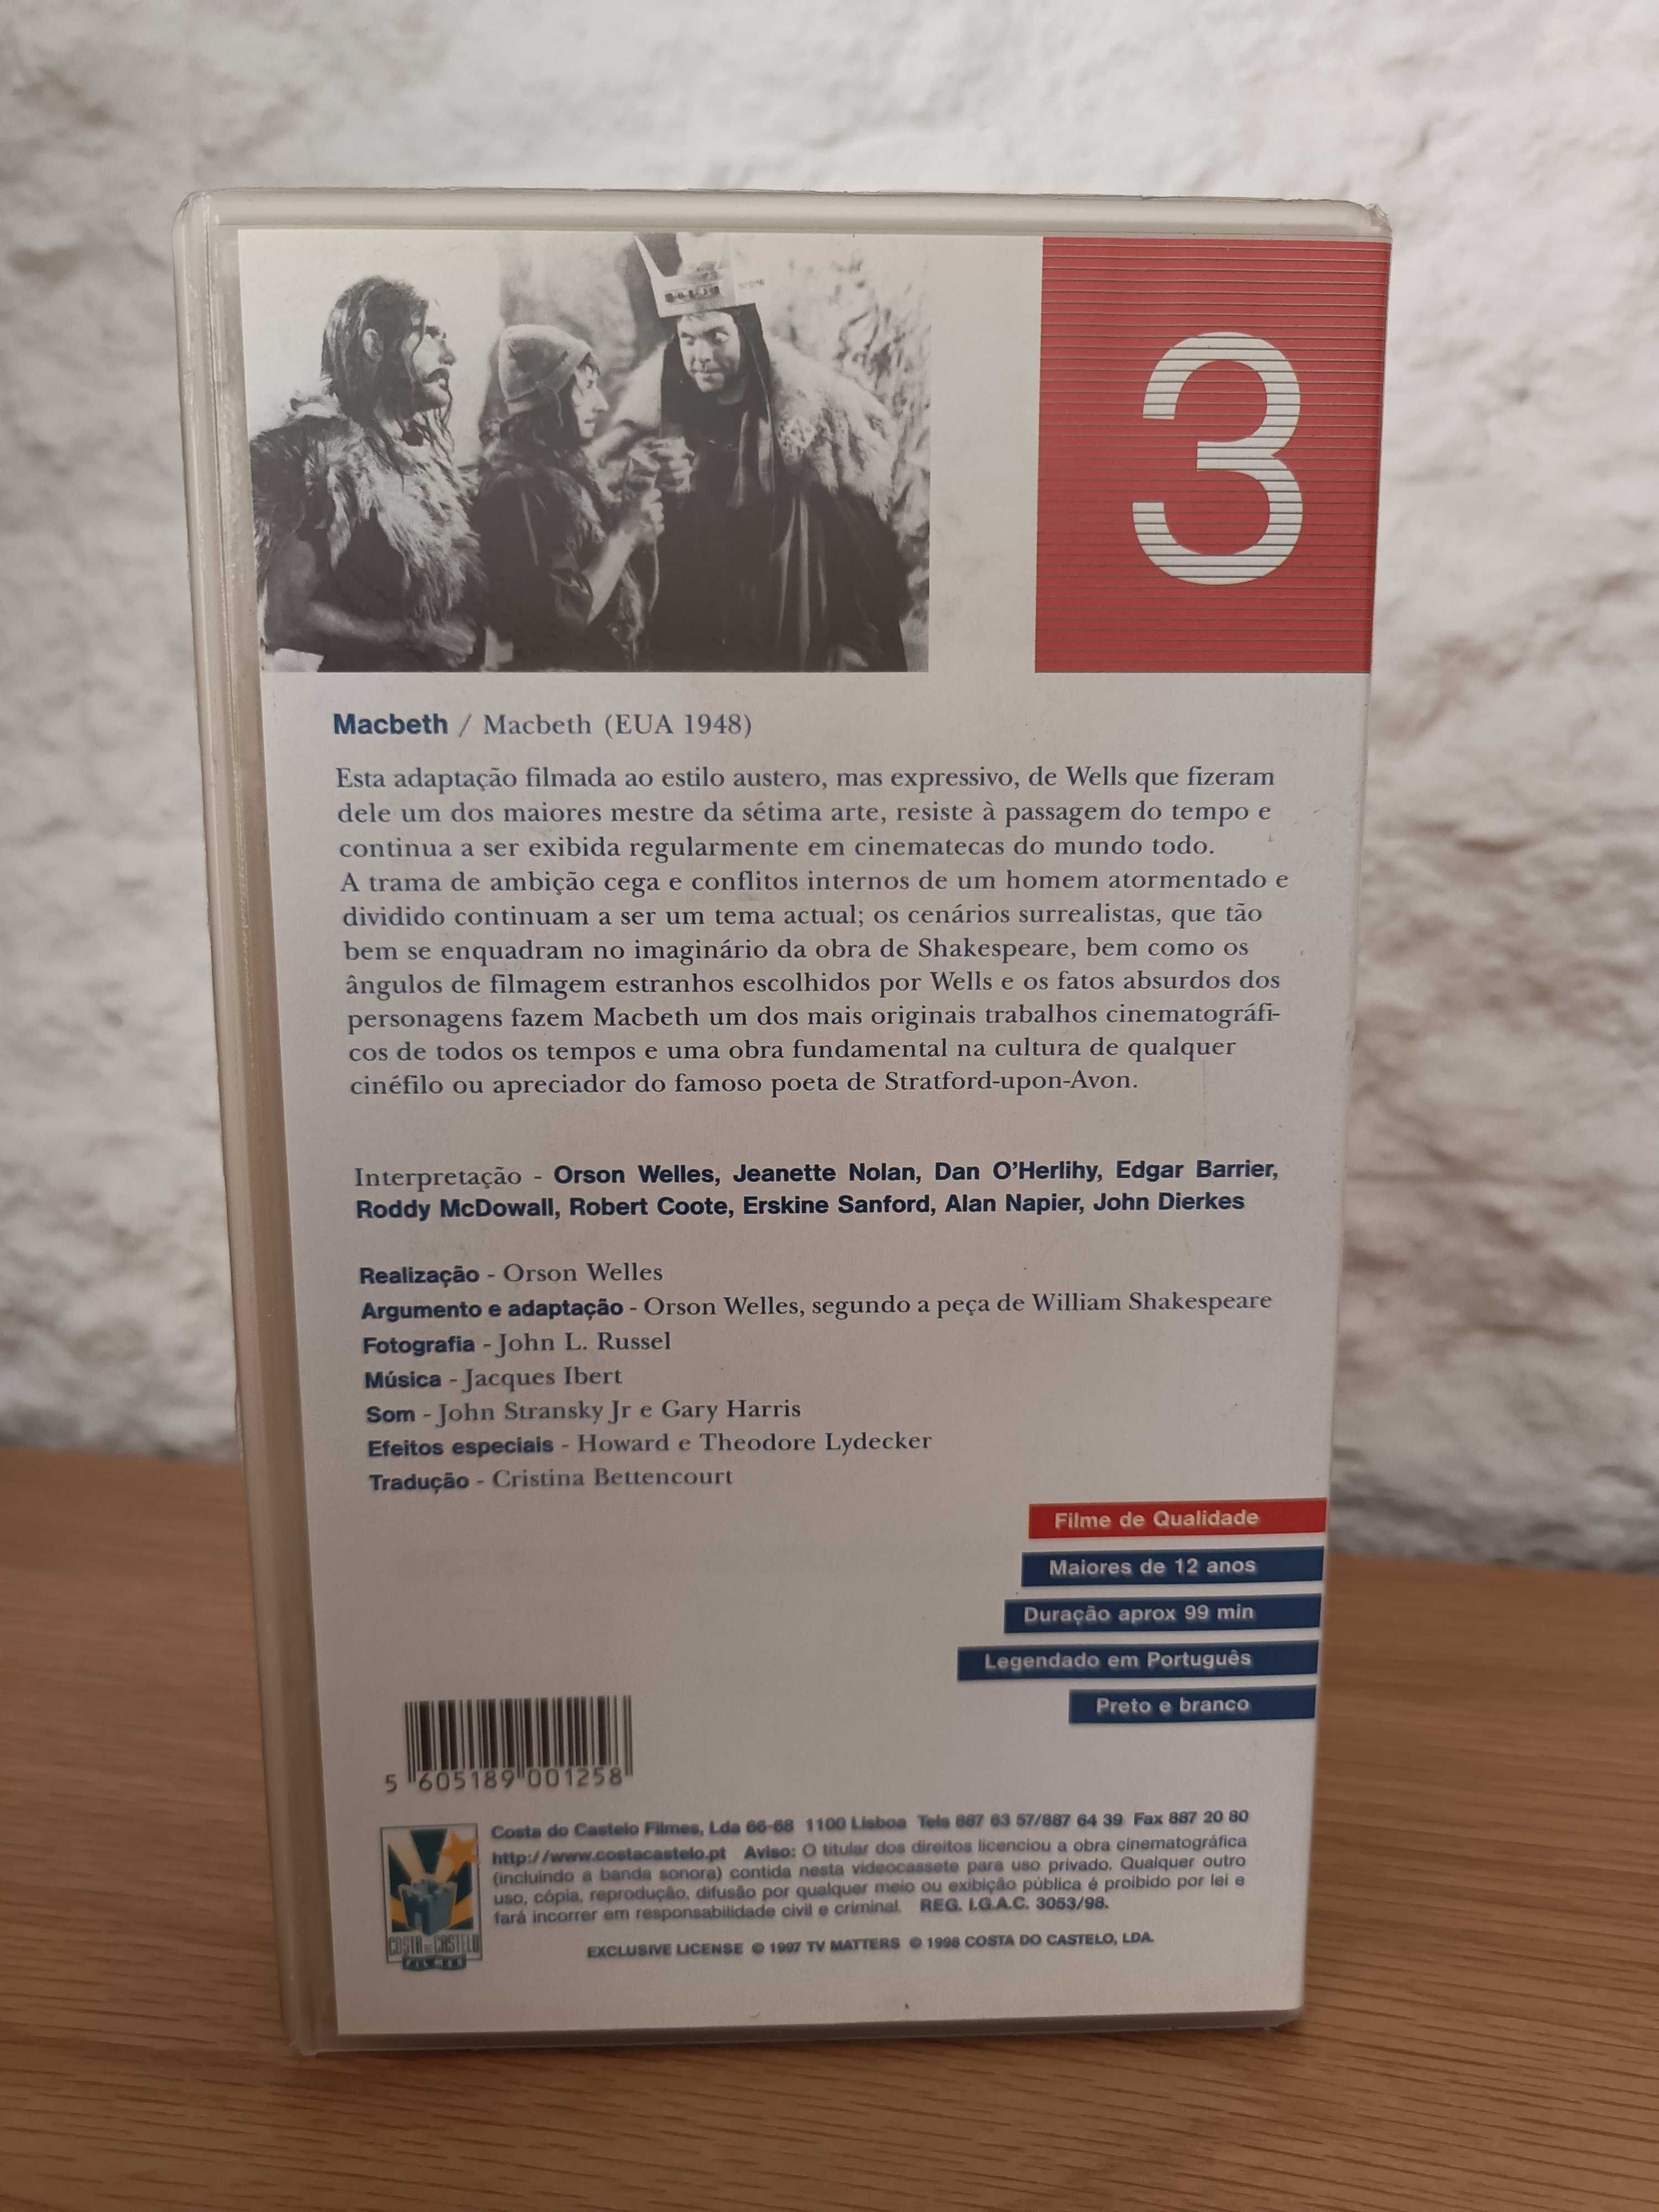 3
Macbeth / Macbeth (EUA 1948)
Esta adaptação filmada ao estilo austero, mas expressivo, de Wells que fizeram
dele um dos maiores mestre da sétima arte, resiste à passagem do tempo e
continua a ser exibida regularmente em cinematecas do mundo todo.
A trama de ambição cega e conflitos internos de um homem atormentado e
dividido continuam a ser um tema actual; os cenários surrealistas, que tão
bem se enquadram no imaginário da obra de Shakespeare, bem como os
ângulos de filmagem estranhos escolhidos por Wells e os fatos absurdos dos
personagens fazem Macbeth um dos mais originais trabalhos cinematográfi-
cos de todos os tempos e uma obra fundamental na cultura de qualquer
cinéfilo ou apreciador do famoso poeta de Stratford-upon-Avon.
Interpretação - Orson Welles, Jeanette Nolan, Dan O'Herlihy, Edgar Barrier,
Roddy McDowall, Robert Coote, Erskine Sanford, Alan Napier, John Dierkes
Realização - Orson Welles
Argumento e adaptação - Orson Welles, segundo a peça de William Shakespeare
Fotografia - John L. Russel
Música - Jacques Ibert
Som - John Stransky Jr e Gary Harris
Efeitos especiais - Howard e Theodore Lydecker
Tradução - Cristina Bettencourt
Filme de Qualidade
Maiores de 12 anos
Duração aprox 99 min
Legendado em Português
Preto e branco
5 605189 001258
Costa do Castelo Filmes, Lda 66-68 1100 Lisboa Tels 887 63 57/887 64 39 Fax 887 20 80
http://www.costacastelo.pt Aviso: O titular dos direitos licenciou a obra cinematográfica
(incluindo a banda sonora) contida nesta videocassete para uso privado. Qualquer outro
uso, cópia, reprodução, difusão por qualquer meio ou exibição pública é proibido por lei e
fará incorrer em responsabilidade civil e criminal. REG. I.G.A.C. 3053/98.
COSTA DO CASTELO
FILMES
EXCLUSIVE LICENSE © 1997 TV MATTERS © 1998 COSTA DO CASTELO, LDA.